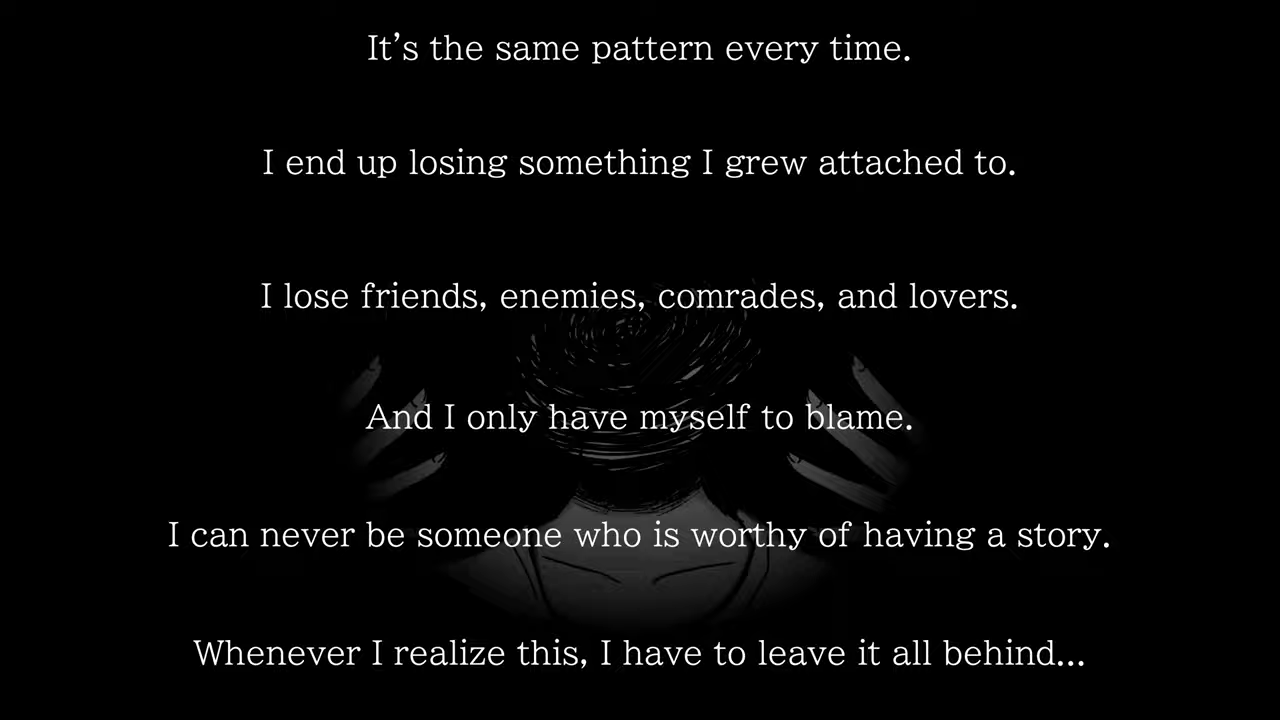 It’s the same pattern every time.
I end up losing something I grew attached to.
I lose friends, enemies, comrades, and lovers.
And I only have myself to blame.
I can never be someone who is worthy of having a story.
Whenever I realize this, I have to leave it all behind...